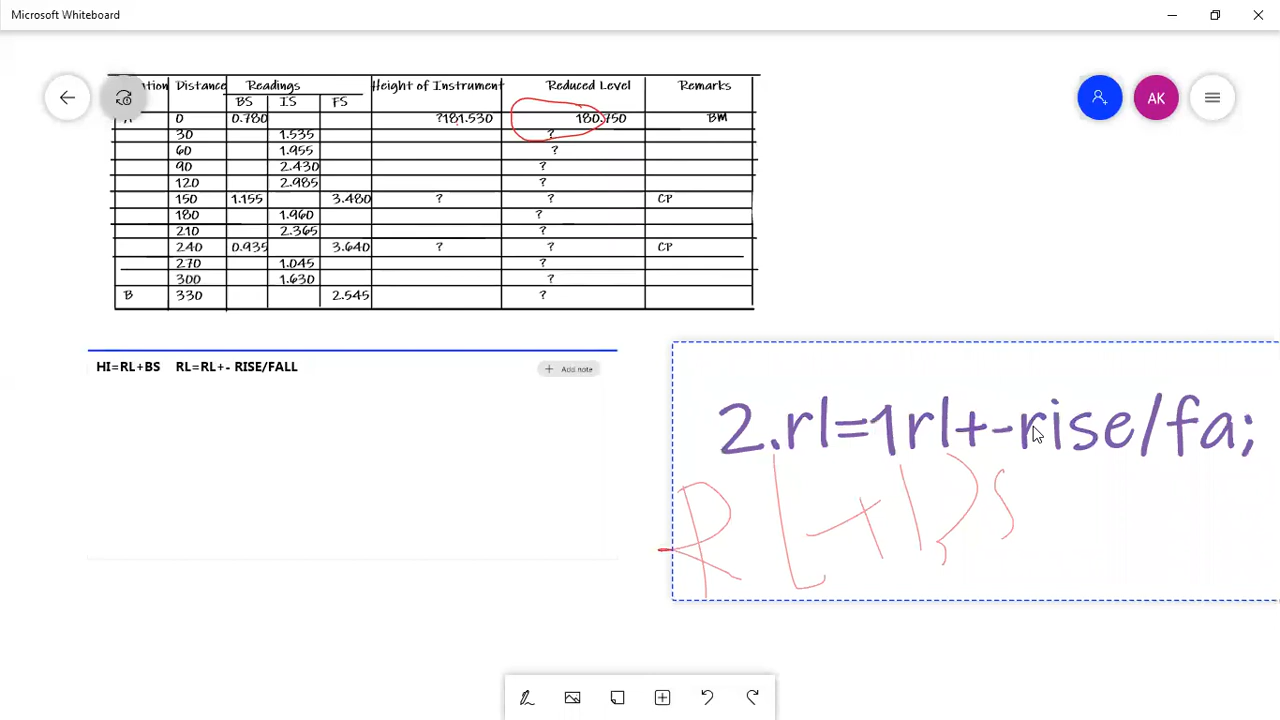 Microsoft Whiteboard
tion Distance Readings Height of Instrument Reduced Level Remarks
BS IS FS
A 0 0.780 ?181.530 180.750 BM
30 1.535 ?
60 1.955 ?
90 2.430 ?
120 2.985 ?
150 1.155 3.480 ? ? CP
180 1.960 ?
210 2.365 ?
240 0.935 3.640 ? ? CP
270 1.045 ?
300 1.630 ?
B 330 2.545 ?
AK
HI=RL+BS RL=RL+- RISE/FALL
Add note
2.rl=1rl+-rise/fa;
RL+BS